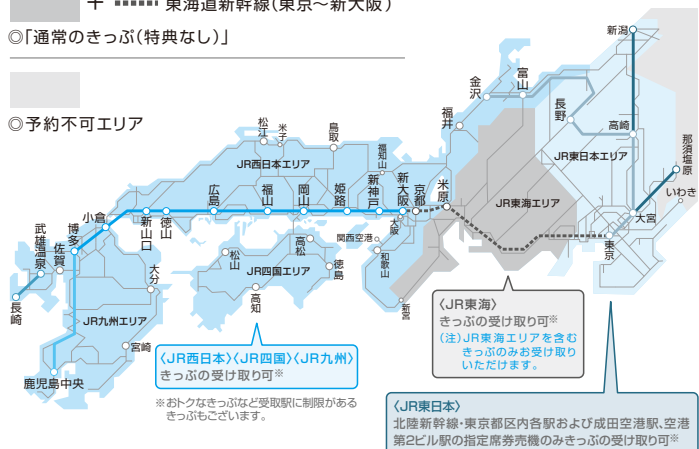 ＋ 東海道新幹線(東京～新大阪)
◎「通常のきっぷ(特典なし)」
◎予約不可エリア
新潟
金沢
富山
長野
高崎
福井
那須塩原
JR東日本エリア
いわき
松江
米子
鳥取
福知山
JR西日本エリア
新大阪
京都
米原
JR東海エリア
大宮
東京
広島
福山
岡山
姫路
新神戸
大阪
小倉
新山口
徳山
博多
武雄温泉
佐賀
長崎
大分
松山
高松
JR四国エリア
徳島
高知
関西空港
和歌山
新宮
JR九州エリア
宮崎
鹿児島中央
〈JR東海〉
きっぷの受け取り可※
(注)JR東海エリアを含む
きっぷのみお受け取り
いただけます。
〈JR西日本〉〈JR四国〉〈JR九州〉
きっぷの受け取り可※
※おトクなきっぷなど受取駅に制限がある
きっぷもございます。
〈JR東日本〉
北陸新幹線・東京都区内各駅および成田空港駅、空港
第2ビル駅の指定席券売機のみきっぷの受け取り可※